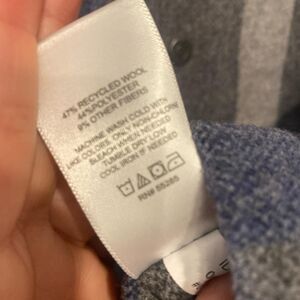 47% RECYCLED WOOL
44% POLYESTER
9% OTHER FIBERS
MACHINE WASH COLD WITH
LIKE COLORS, ONLY NON-CHLORINE
BLEACH WHEN NEEDED
TUMBLE DRY LOW
COOL IRON IF NEEDED
RN# 55285